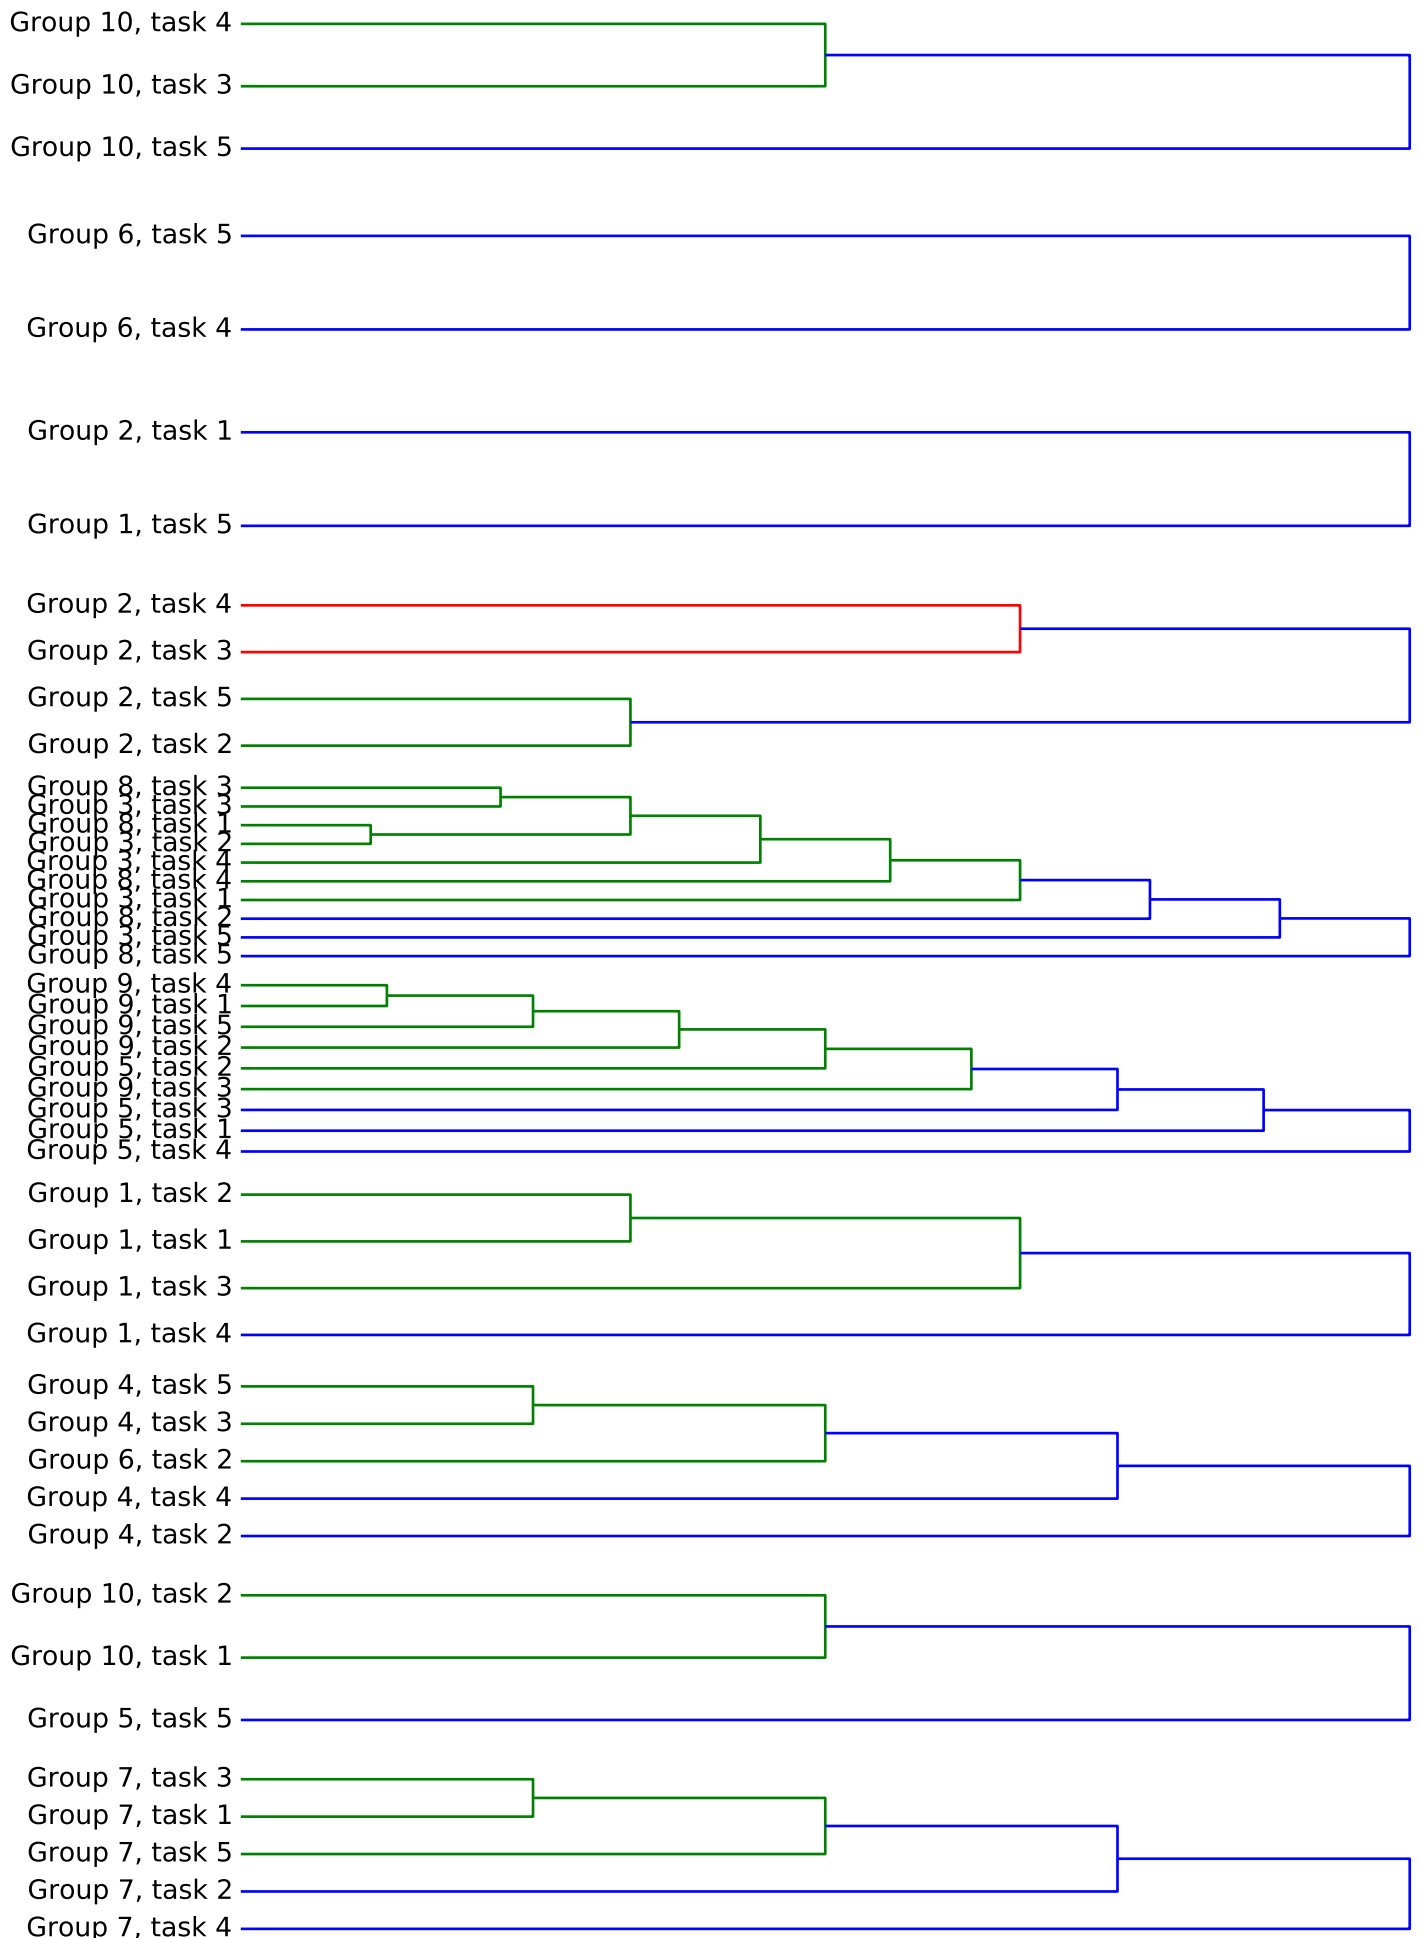 Group 10, task 4
Group 10, task 3
Group 10, task 5
Group 6, task 5
Group 6, task 4
Group 2, task 1
Group 1, task 5
Group 2, task 4
Group 2, task 3
Group 2, task 5
Group 2, task 2
Group 8, task 3
Group 3, task 3
Group 8, task 1
Group 3, task 2
Group 3, task 4
Group 8, task 4
Group 3, task 1
Group 8, task 2
Group 3, task 5
Group 8, task 5
Group 9, task 4
Group 9, task 1
Group 9, task 5
Group 9, task 2
Group 5, task 2
Group 9, task 3
Group 5, task 3
Group 5, task 1
Group 5, task 4
Group 1, task 2
Group 1, task 1
Group 1, task 3
Group 1, task 4
Group 4, task 5
Group 4, task 3
Group 6, task 2
Group 4, task 4
Group 4, task 2
Group 10, task 2
Group 10, task 1
Group 5, task 5
Group 7, task 3
Group 7, task 1
Group 7, task 5
Group 7, task 2
Group 7, task 4